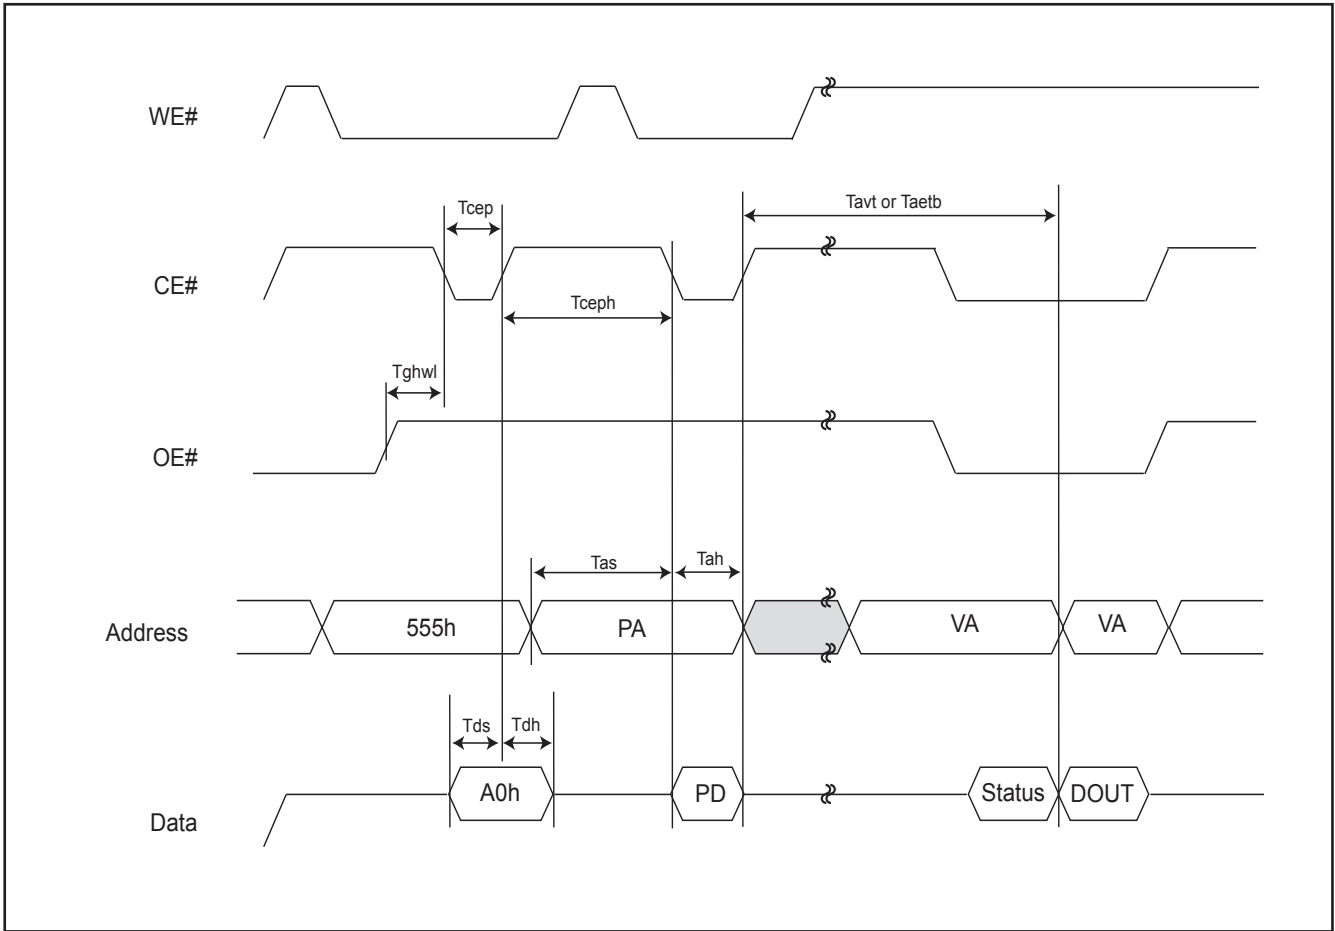 WE#
Tcep
Tavt or Taetb
CE#
Tceph
Tghwl
OE#
Tas
Tah
Address
555h
PA
VA
VA
Tds
Tdh
Data
A0h
PD
Status
DOUT